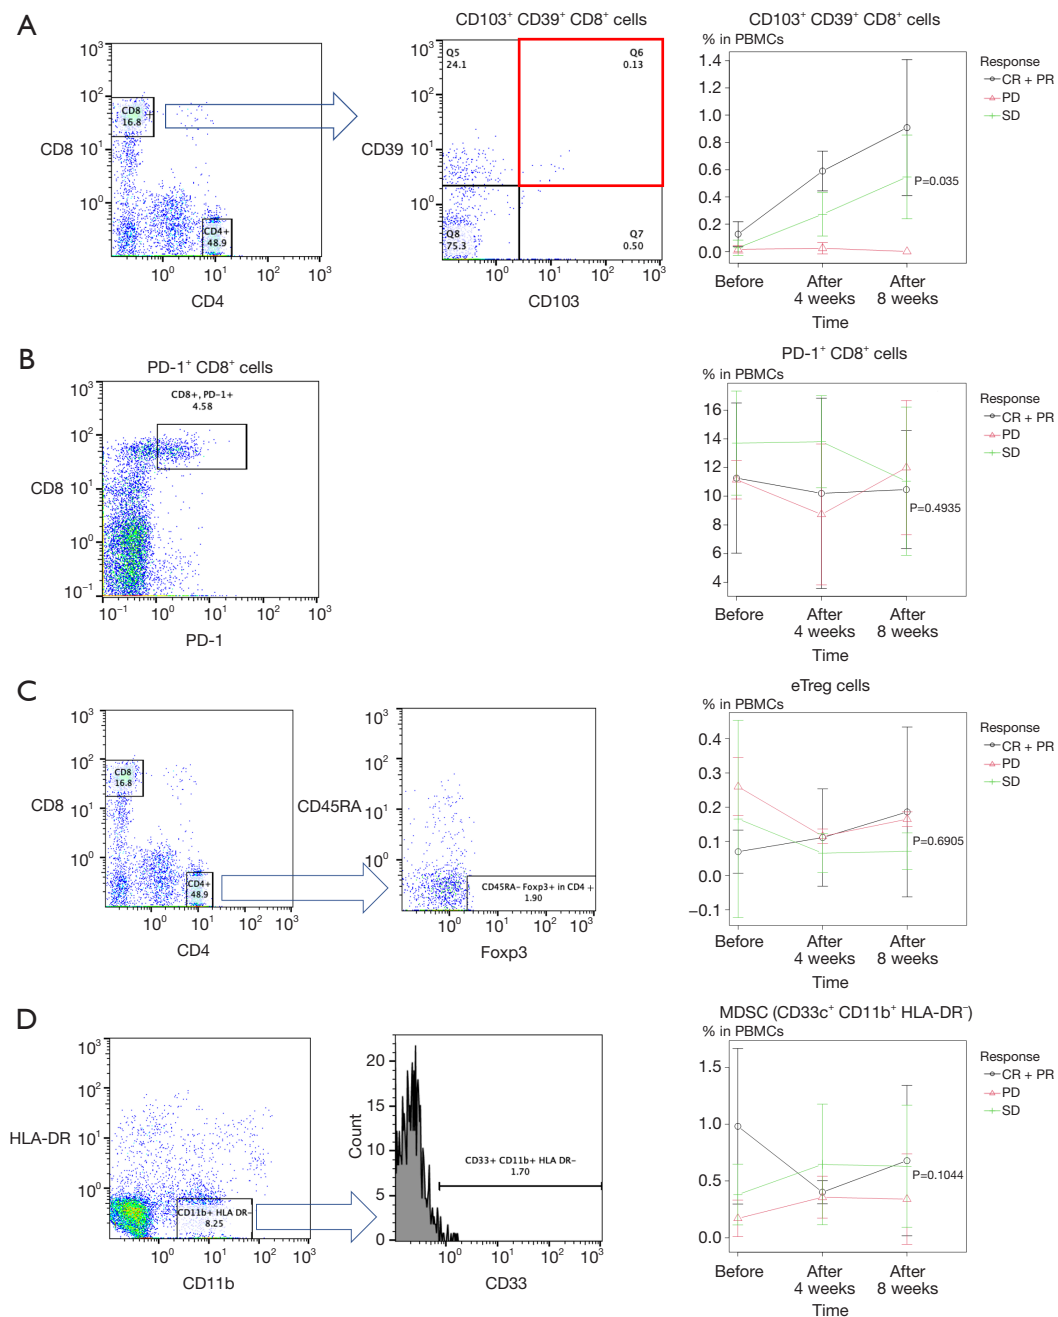 A
CD103⁺ CD39⁺ CD8⁺ cells
CD103⁺ CD39⁺ CD8⁺ cells
% in PBMCs
10³
10²
10¹
10⁰
CD8
CD8
16.8
CD4+
48.9
10⁰ 10¹ 10² 10³
CD4
10³
10²
10¹
10⁰
CD39
Q5
24.1
Q6
0.13
Q8
75.3
Q7
0.50
10⁰ 10¹ 10² 10³
CD103
1.4
1.2
1.0
0.8
0.6
0.4
0.2
0.0
P=0.035
Response
CR + PR
PD
SD
Before After 4 weeks After 8 weeks
Time
B
PD-1⁺ CD8⁺ cells
PD-1⁺ CD8⁺ cells
% in PBMCs
10³
10²
10¹
10⁰
10⁻¹
CD8
CD8+, PD-1+
4.58
10⁻¹ 10⁰ 10¹ 10² 10³
PD-1
16
14
12
10
8
6
4
P=0.4935
Response
CR + PR
PD
SD
Before After 4 weeks After 8 weeks
Time
C
eTreg cells
% in PBMCs
10³
10²
10¹
10⁰
CD8
CD8
16.8
CD4+
48.9
10⁰ 10¹ 10² 10³
CD4
10³
10²
10¹
10⁰
CD45RA
CD45RA- Foxp3+ in CD4 +
1.90
10⁰ 10¹ 10² 10³
Foxp3
0.4
0.3
0.2
0.1
0.0
−0.1
P=0.6905
Response
CR + PR
PD
SD
Before After 4 weeks After 8 weeks
Time
D
MDSC (CD33c⁺ CD11b⁺ HLA-DR⁻)
% in PBMCs
10³
10²
10¹
10⁰
HLA-DR
CD11b+ HLA DR-
8.25
10⁰ 10¹ 10² 10³
CD11b
20
15
10
5
0
Count
CD33+ CD11b+ HLA DR-
1.70
10⁰ 10¹ 10² 10³
CD33
1.5
1.0
0.5
0.0
P=0.1044
Response
CR + PR
PD
SD
Before After 4 weeks After 8 weeks
Time